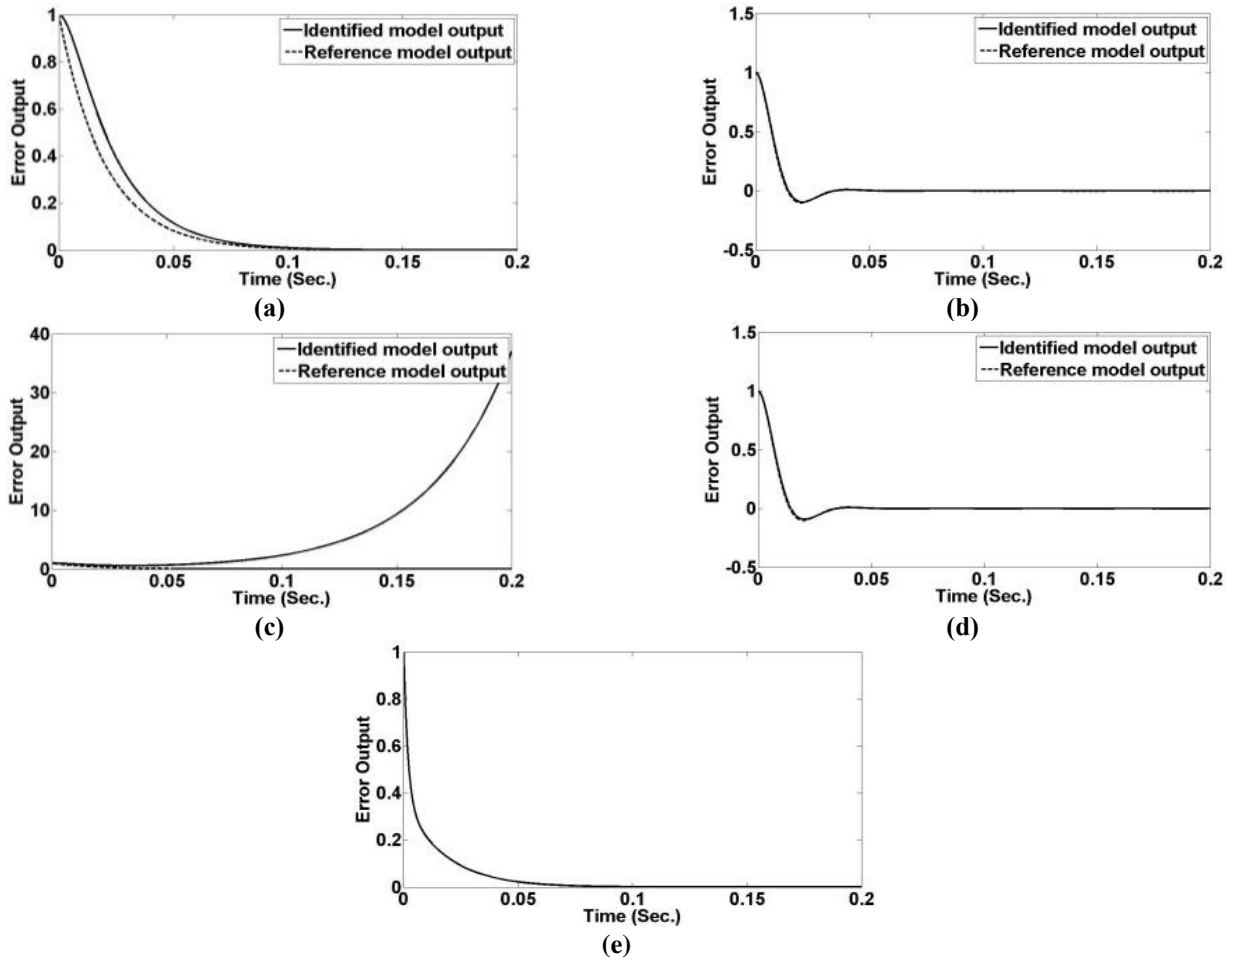 1
0.8
0.6
0.4
0.2
0
Error Output
Identified model output
Reference model output
0 0.05 0.1 0.15 0.2
Time (Sec.)
(a)
1.5
1
0.5
0
-0.5
Error Output
Identified model output
Reference model output
0 0.05 0.1 0.15 0.2
Time (Sec.)
(b)
40
30
20
10
0
Error Output
Identified model output
Reference model output
0 0.05 0.1 0.15 0.2
Time (Sec.)
(c)
1.5
1
0.5
0
-0.5
Error Output
Identified model output
Reference model output
0 0.05 0.1 0.15 0.2
Time (Sec.)
(d)
1
0.8
0.6
0.4
0.2
0
Error Output
0 0.05 0.1 0.15 0.2
Time (Sec.)
(e)